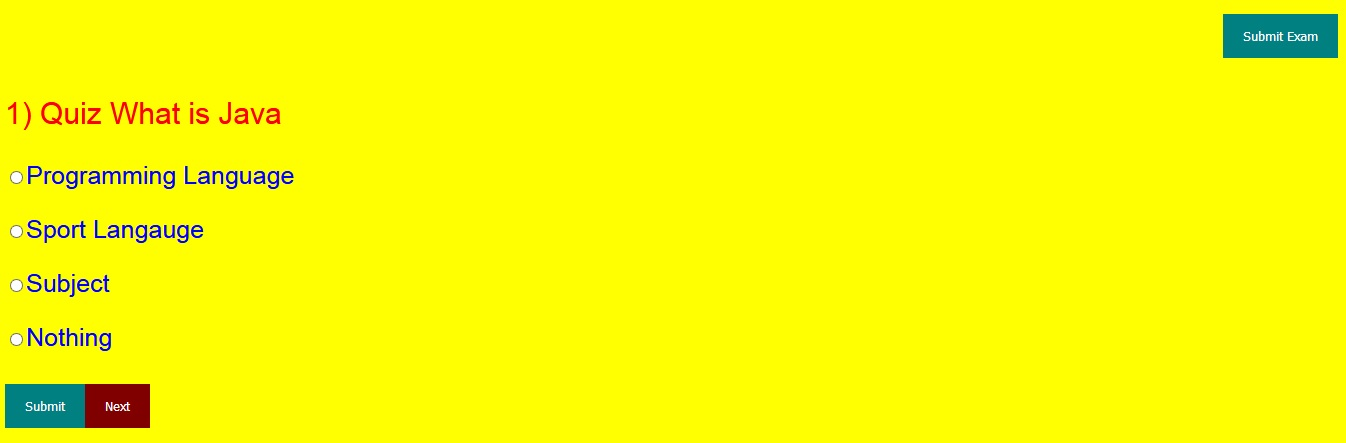 Submit Exam
1) Quiz What is Java
Programming Language
Sport Langauge
Subject
Nothing
Submit Next